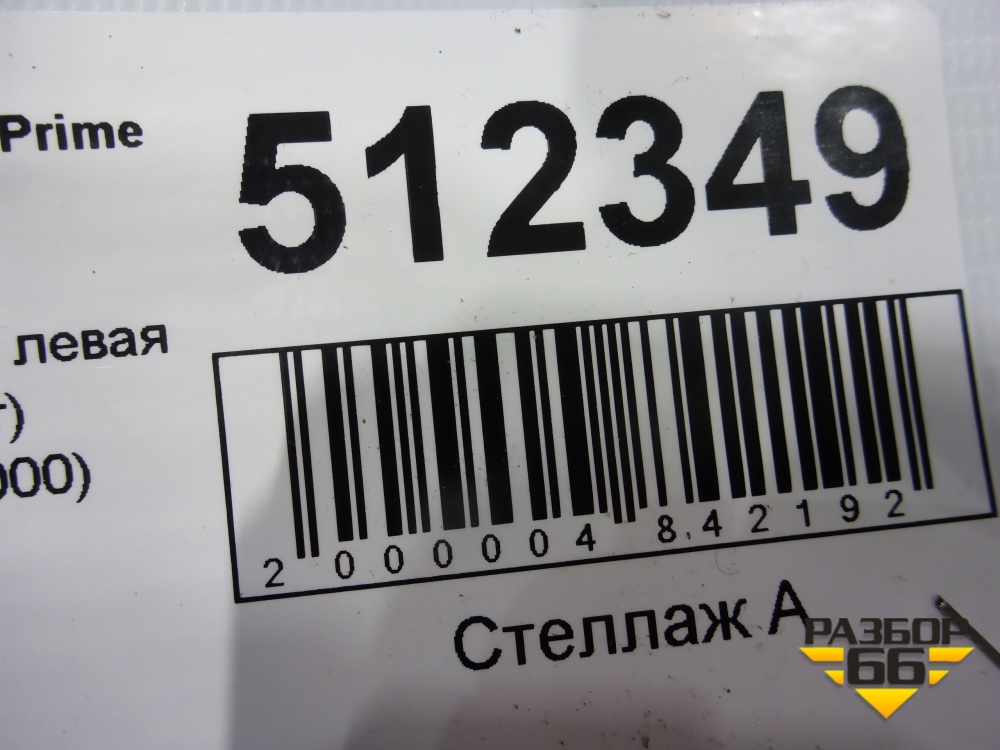 Prime
512349
левая
000)
2 000004 842192
Стеллаж А
РАЗБОР
66